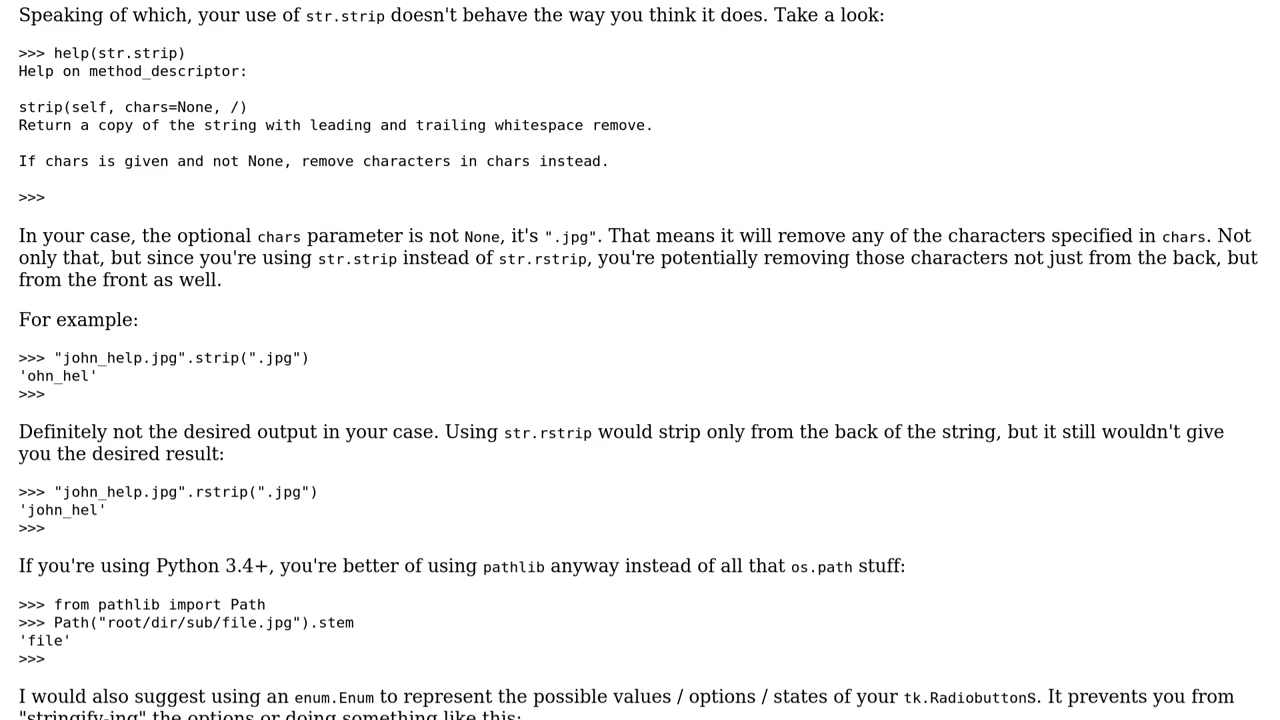 Speaking of which, your use of str.strip doesn't behave the way you think it does. Take a look:
>>> help(str.strip)
Help on method_descriptor:
strip(self, chars=None, /)
Return a copy of the string with leading and trailing whitespace remove.
If chars is given and not None, remove characters in chars instead.
>>>
In your case, the optional chars parameter is not None, it's ".jpg". That means it will remove any of the characters specified in chars. Not
only that, but since you're using str.strip instead of str.rstrip, you're potentially removing those characters not just from the back, but
from the front as well.
For example:
>>> "john_help.jpg".strip(".jpg")
'ohn_hel'
>>>
Definitely not the desired output in your case. Using str.rstrip would strip only from the back of the string, but it still wouldn't give
you the desired result:
>>> "john_help.jpg".rstrip(".jpg")
'john_hel'
>>>
If you're using Python 3.4+, you're better of using pathlib anyway instead of all that os.path stuff:
>>> from pathlib import Path
>>> Path("root/dir/sub/file.jpg").stem
'file'
>>>
I would also suggest using an enum.Enum to represent the possible values / options / states of your tk.Radiobuttons. It prevents you from
"stringify-ing" the options or doing something like this: